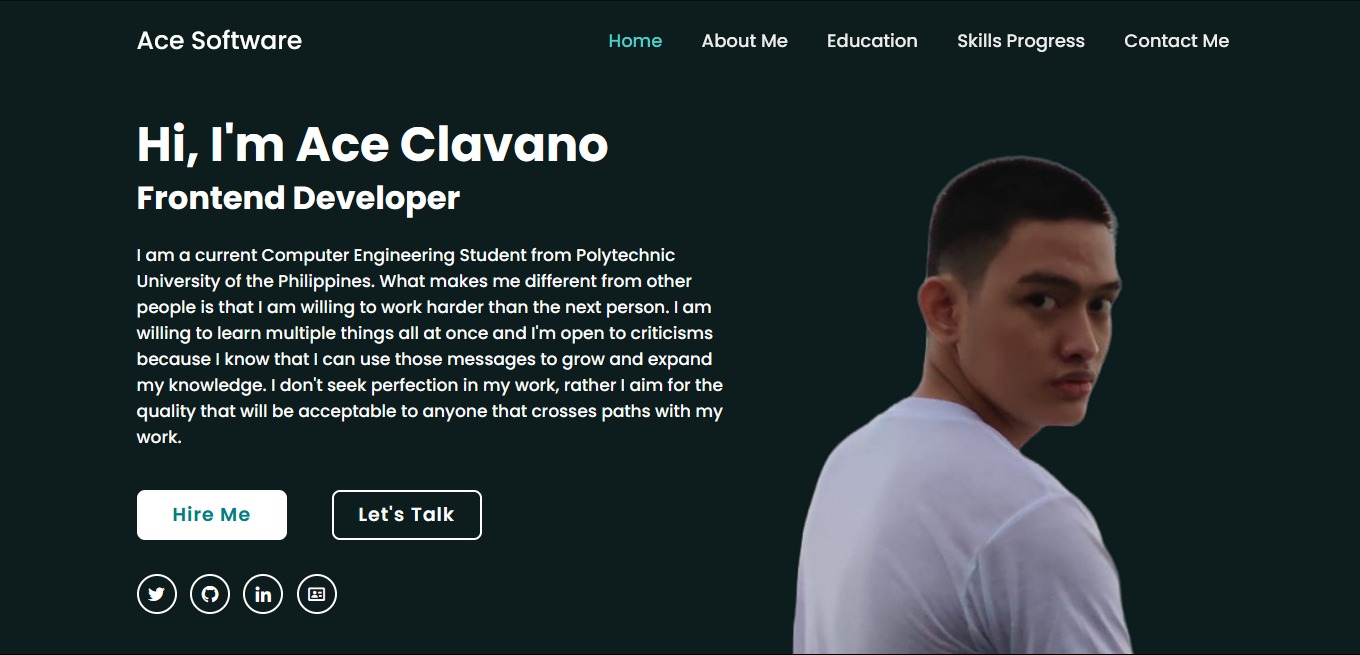 Ace Software
Home
About Me
Education
Skills Progress
Contact Me
Hi, I'm Ace Clavano
Frontend Developer
I am a current Computer Engineering Student from Polytechnic
University of the Philippines. What makes me different from other
people is that I am willing to work harder than the next person. I am
willing to learn multiple things all at once and I'm open to criticisms
because I know that I can use those messages to grow and expand
my knowledge. I don't seek perfection in my work, rather I aim for the
quality that will be acceptable to anyone that crosses paths with my
work.
Hire Me
Let's Talk
in